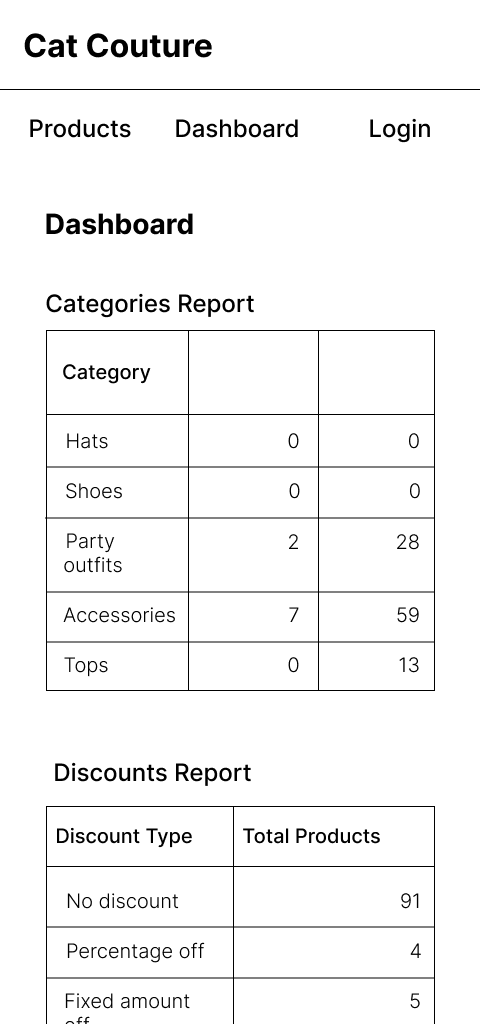 Cat Couture
Products Dashboard Login
Dashboard
Categories Report
Category
Hats 0 0
Shoes 0 0
Party 2 28
outfits
Accessories 7 59
Tops 0 13
Discounts Report
Discount Type Total Products
No discount 91
Percentage off 4
Fixed amount 5
off